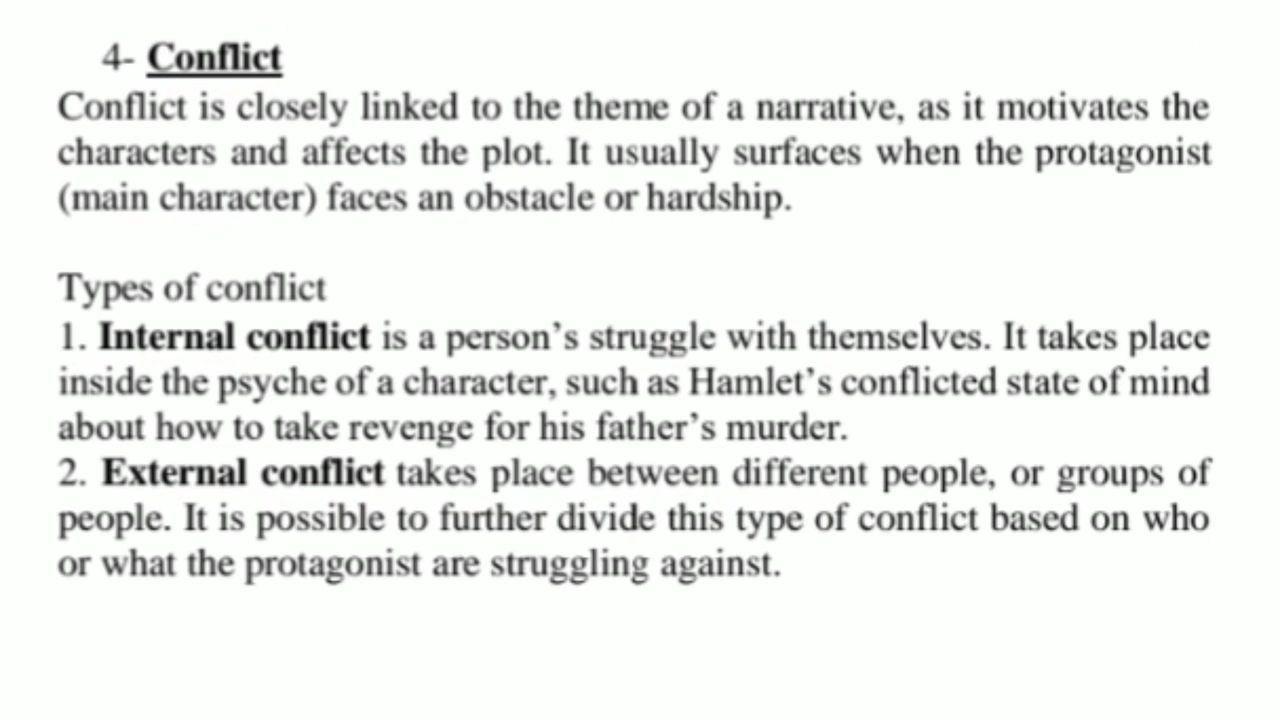 4- Conflict
Conflict is closely linked to the theme of a narrative, as it motivates the
characters and affects the plot. It usually surfaces when the protagonist
(main character) faces an obstacle or hardship.
Types of conflict
1. Internal conflict is a person’s struggle with themselves. It takes place
inside the psyche of a character, such as Hamlet’s conflicted state of mind
about how to take revenge for his father’s murder.
2. External conflict takes place between different people, or groups of
people. It is possible to further divide this type of conflict based on who
or what the protagonist are struggling against.